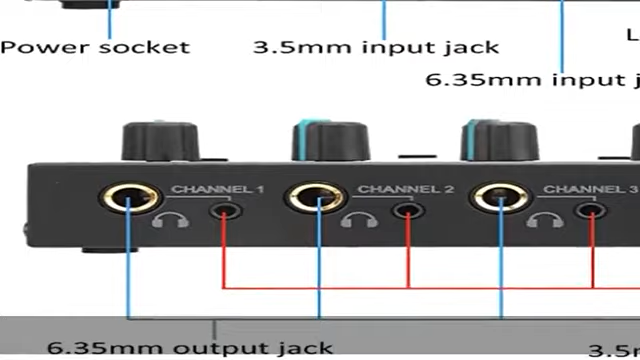 Power socket
3.5mm input jack
6.35mm input
CHANNEL 1
CHANNEL 2
CHANNEL 3
6.35mm output jack